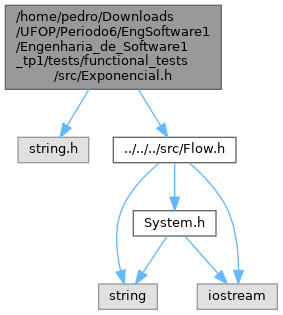 /home/pedro/Downloads
/UFOP/Periodo6/EngSoftware1
/Engenharia_de_Software1
_tp1/tests/functional_tests
/src/Exponencial.h
string.h
../../../src/Flow.h
System.h
string
iostream